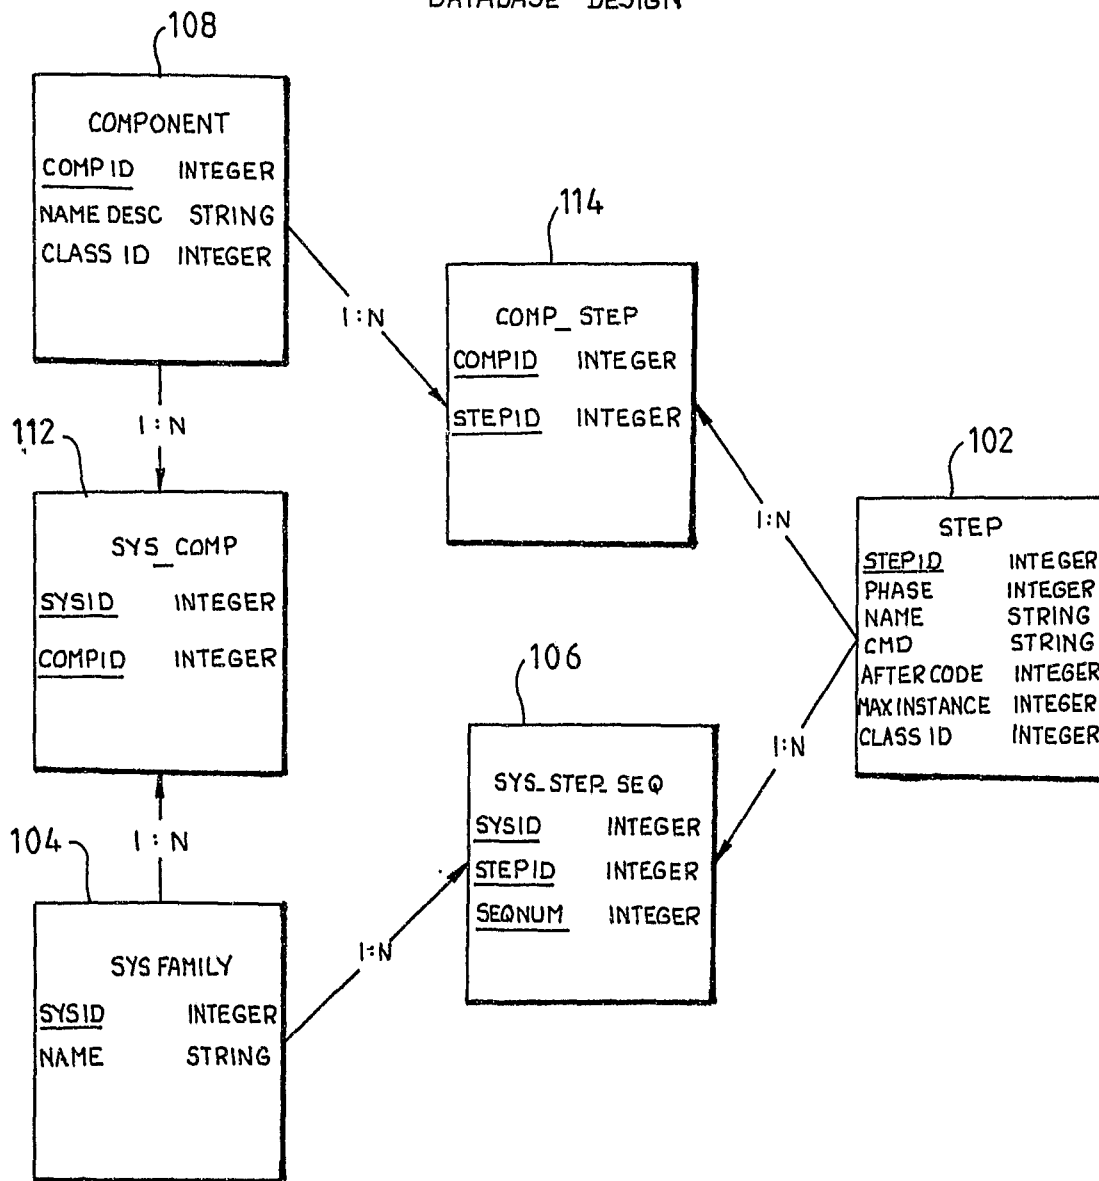 DATABASE DESIGN
108
COMPONENT
COMP ID INTEGER
NAME DESC STRING
CLASS ID INTEGER
1:N
114
COMP_STEP
COMPID INTEGER
STEPID INTEGER
1:N
112
SYS_COMP
SYSID INTEGER
COMPID INTEGER
1:N
102
STEP
STEPID INTEGER
PHASE INTEGER
NAME STRING
CMD STRING
AFTER CODE INTEGER
MAX INSTANCE INTEGER
CLASS ID INTEGER
1:N
1:N
106
SYS_STEP_SEQ
SYSID INTEGER
STEPID INTEGER
SEQNUM INTEGER
1:N
104
SYS FAMILY
SYSID INTEGER
NAME STRING
1:N